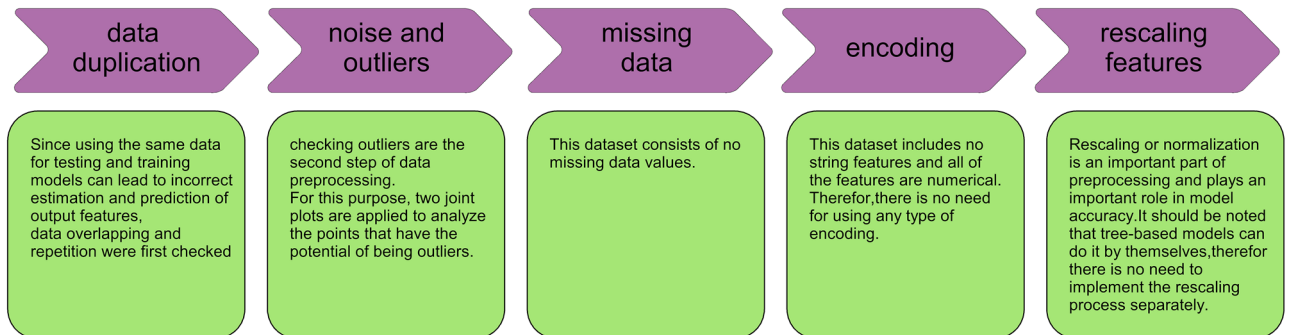 data
duplication
noise and
outliers
missing
data
encoding
rescaling
features
Since using the same data
for testing and training
models can lead to incorrect
estimation and prediction of
output features,
data overlapping and
repetition were first checked
checking outliers are the
second step of data
preprocessing.
For this purpose, two joint
plots are applied to analyze
the points that have the
potential of being outliers.
This dataset consists of no
missing data values.
This dataset includes no
string features and all of
the features are numerical.
Therefor,there is no need
for using any type of
encoding.
Rescaling or normalization
is an important part of
preprocessing and plays an
important role in model
accuracy.It should be noted
that tree-based models can
do it by themselves,therefor
there is no need to
implement the rescaling
process separately.